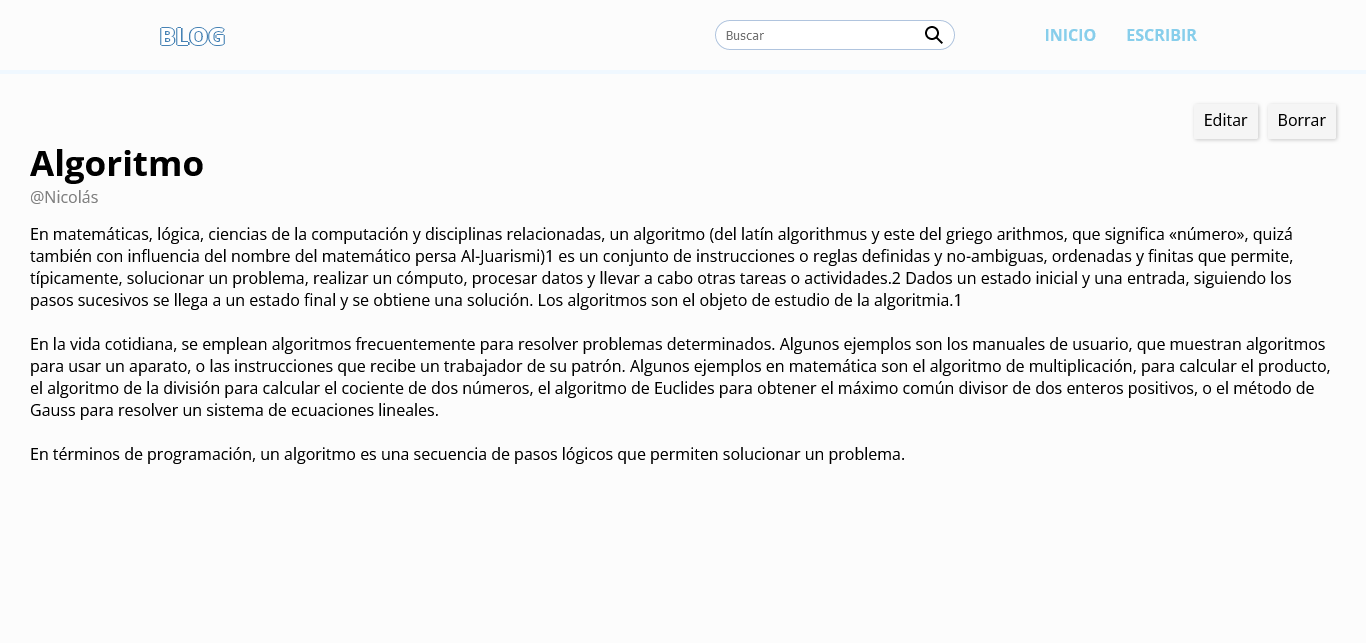 BLOG
Buscar
INICIO
ESCRIBIR
Editar
Borrar
Algoritmo
@Nicolás
En matemáticas, lógica, ciencias de la computación y disciplinas relacionadas, un algoritmo (del latín algorithmus y este del griego arithmos, que significa «número», quizá
también con influencia del nombre del matemático persa Al-Juarismi)1 es un conjunto de instrucciones o reglas definidas y no-ambiguas, ordenadas y finitas que permite,
típicamente, solucionar un problema, realizar un cómputo, procesar datos y llevar a cabo otras tareas o actividades.2 Dados un estado inicial y una entrada, siguiendo los
pasos sucesivos se llega a un estado final y se obtiene una solución. Los algoritmos son el objeto de estudio de la algoritmia.1
En la vida cotidiana, se emplean algoritmos frecuentemente para resolver problemas determinados. Algunos ejemplos son los manuales de usuario, que muestran algoritmos
para usar un aparato, o las instrucciones que recibe un trabajador de su patrón. Algunos ejemplos en matemática son el algoritmo de multiplicación, para calcular el producto,
el algoritmo de la división para calcular el cociente de dos números, el algoritmo de Euclides para obtener el máximo común divisor de dos enteros positivos, o el método de
Gauss para resolver un sistema de ecuaciones lineales.
En términos de programación, un algoritmo es una secuencia de pasos lógicos que permiten solucionar un problema.